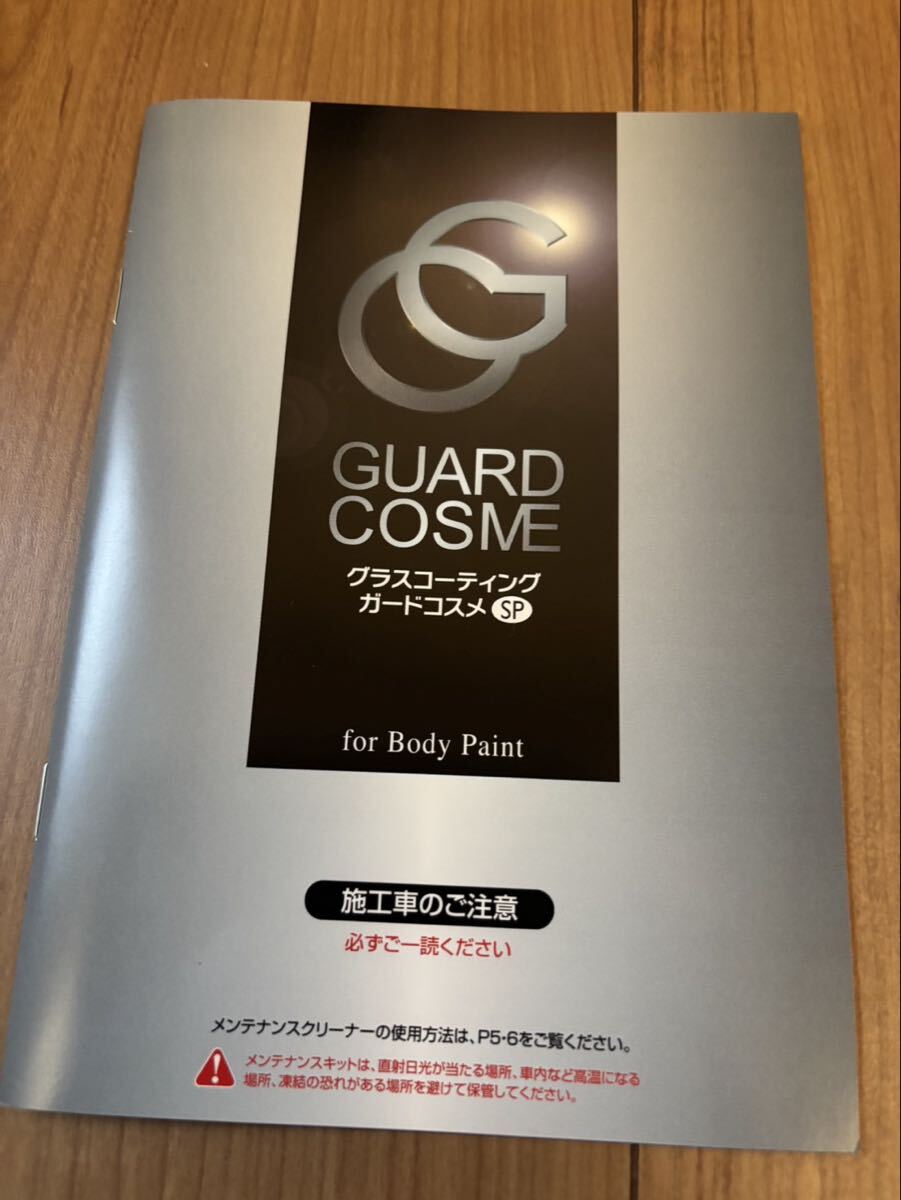 GUARD
COSME
グラスコーティング
ガードコスメ SP
for Body Paint
施工車のご注意
必ずご一読ください
メンテナンスクリーナーの使用方法は、P5・6をご覧ください。
メンテナンスキットは、直射日光が当たる場所、車内など高温になる
場所、凍結の恐れがある場所を避けて保管してください。